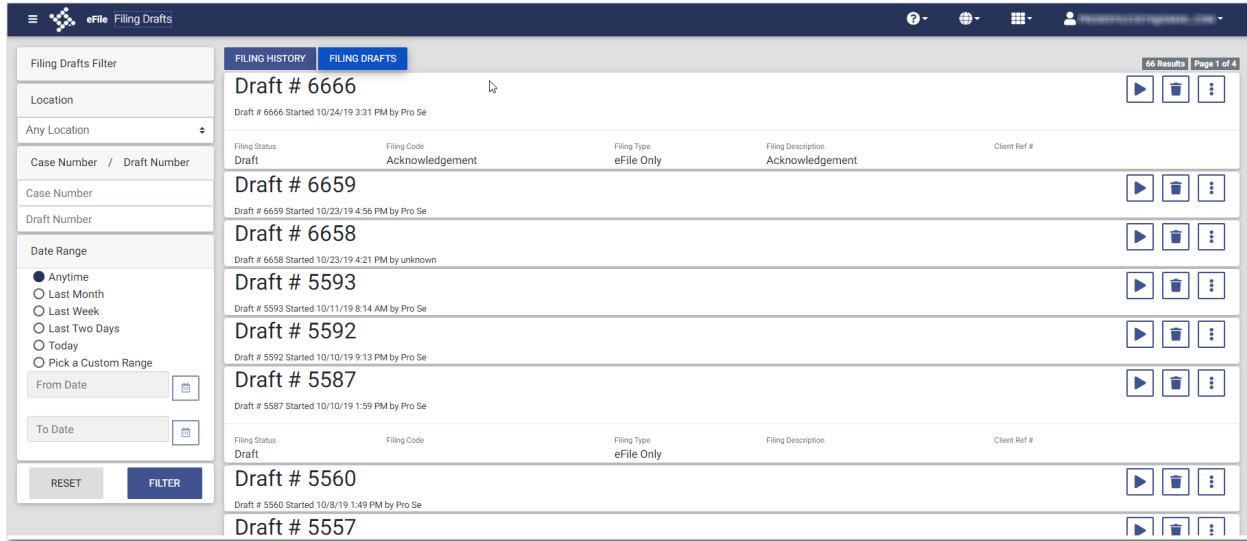 eFile Filing Drafts
Filing Drafts Filter
Location
Any Location
Case Number / Draft Number
Case Number
Draft Number
Date Range
Anytime
Last Month
Last Week
Last Two Days
Today
Pick a Custom Range
From Date
To Date
RESET FILTER
FILING HISTORY FILING DRAFTS
66 Results Page 1 of 4
Draft # 6666
Draft # 6666 Started 10/24/19 3:31 PM by Pro Se
Filing Status Filing Code Filing Type Filing Description Client Ref #
Draft Acknowledgement eFile Only Acknowledgement
Draft # 6659
Draft # 6659 Started 10/23/19 4:56 PM by Pro Se
Draft # 6658
Draft # 6658 Started 10/23/19 4:21 PM by unknown
Draft # 5593
Draft # 5593 Started 10/11/19 8:14 AM by Pro Se
Draft # 5592
Draft # 5592 Started 10/10/19 9:13 PM by Pro Se
Draft # 5587
Draft # 5587 Started 10/10/19 1:59 PM by Pro Se
Filing Status Filing Code Filing Type Filing Description Client Ref #
Draft eFile Only
Draft # 5560
Draft # 5560 Started 10/8/19 1:49 PM by Pro Se
Draft # 5557